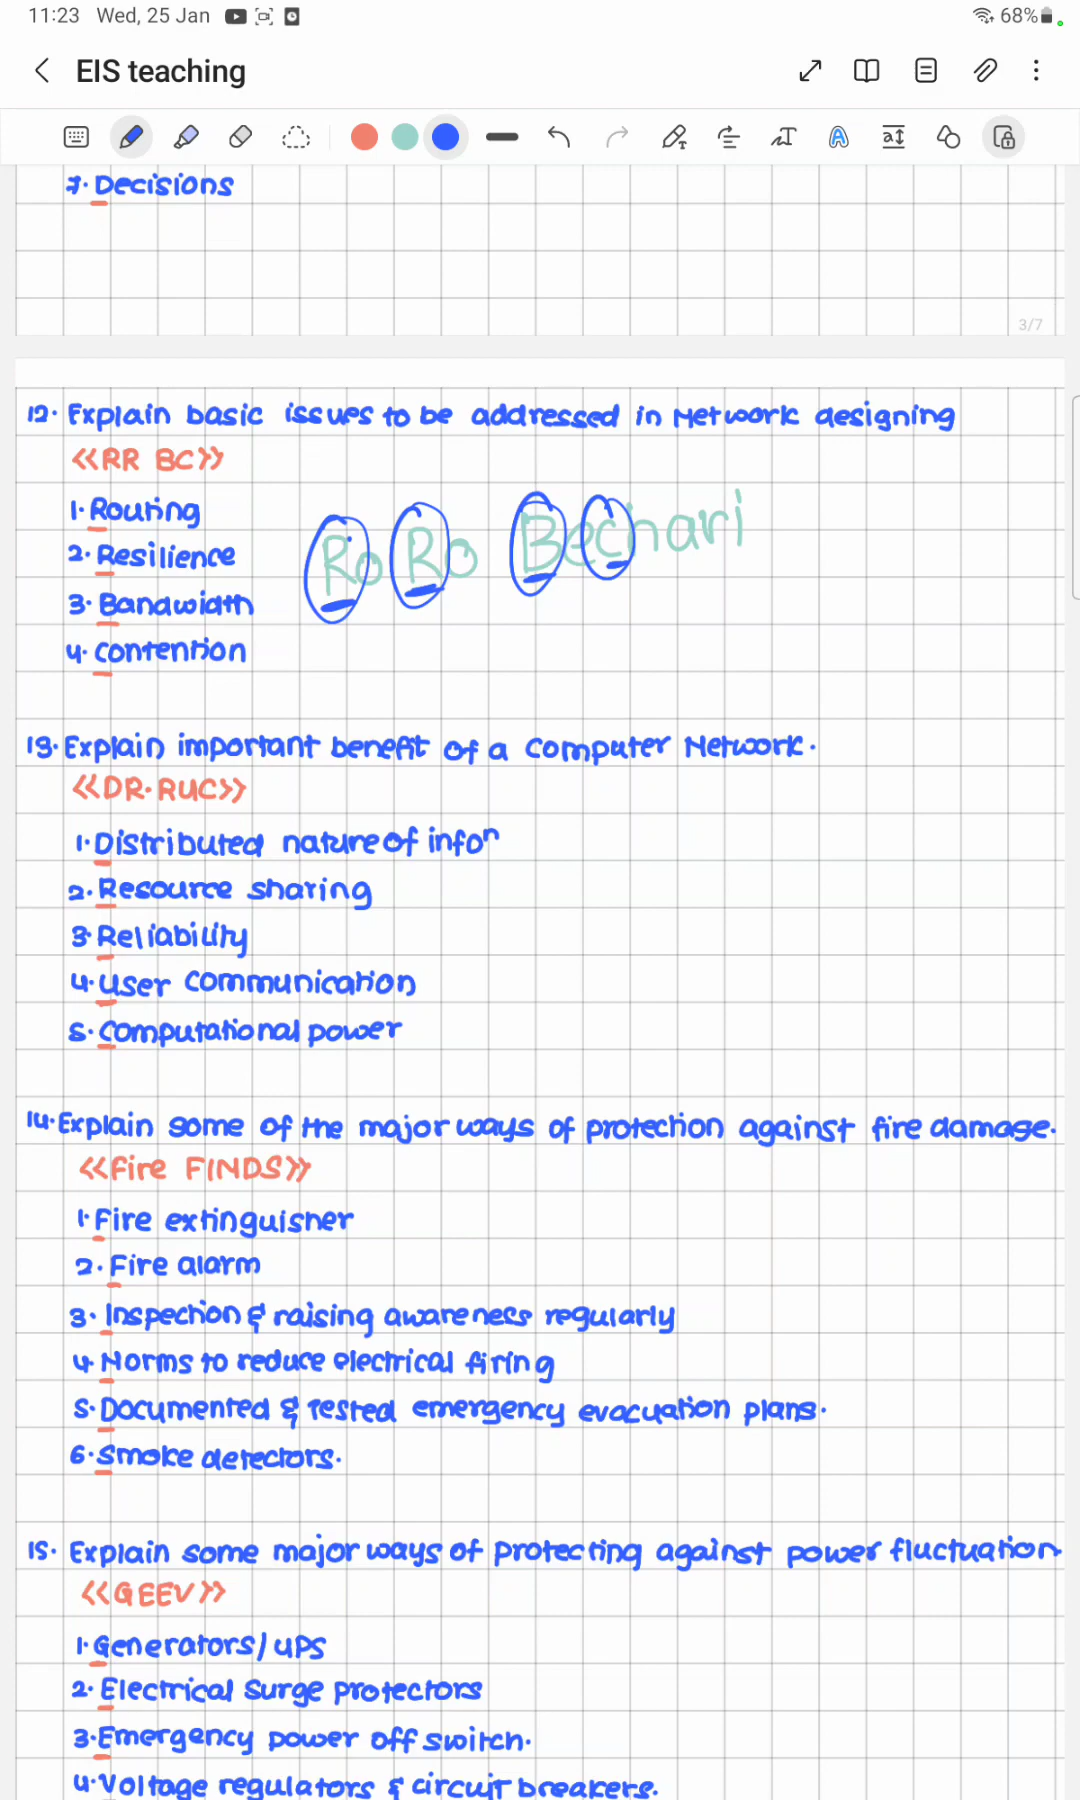 11:23 Wed, 25 Jan 68%
EIS teaching
7. Decisions
3/7
12. Explain basic issues to be addressed in Network designing
<<RR BC>>
1. Routing
2. Resilience
3. Bandwidth
4. contention
RoRo Bechari
13. Explain important benefit of a computer Network.
<<DR.RUC>>
1. Distributed nature of infoⁿ
2. Resource sharing
3. Reliability
4. User communication
5. Computational power
14. Explain some of the major ways of protection against fire damage.
<<Fire FINDS>>
1. Fire extinguisher
2. Fire alarm
3. Inspection & raising awareness regularly
4. Norms to reduce electrical firing
5. Documented & Tested emergency evacuation plans.
6. Smoke detectors.
15. Explain some major ways of protecting against power fluctuation
<<GEEV>>
1. Generators/UPS
2. Electrical surge protectors
3. Emergency power off switch.
4. Voltage regulators & circuit breakers.